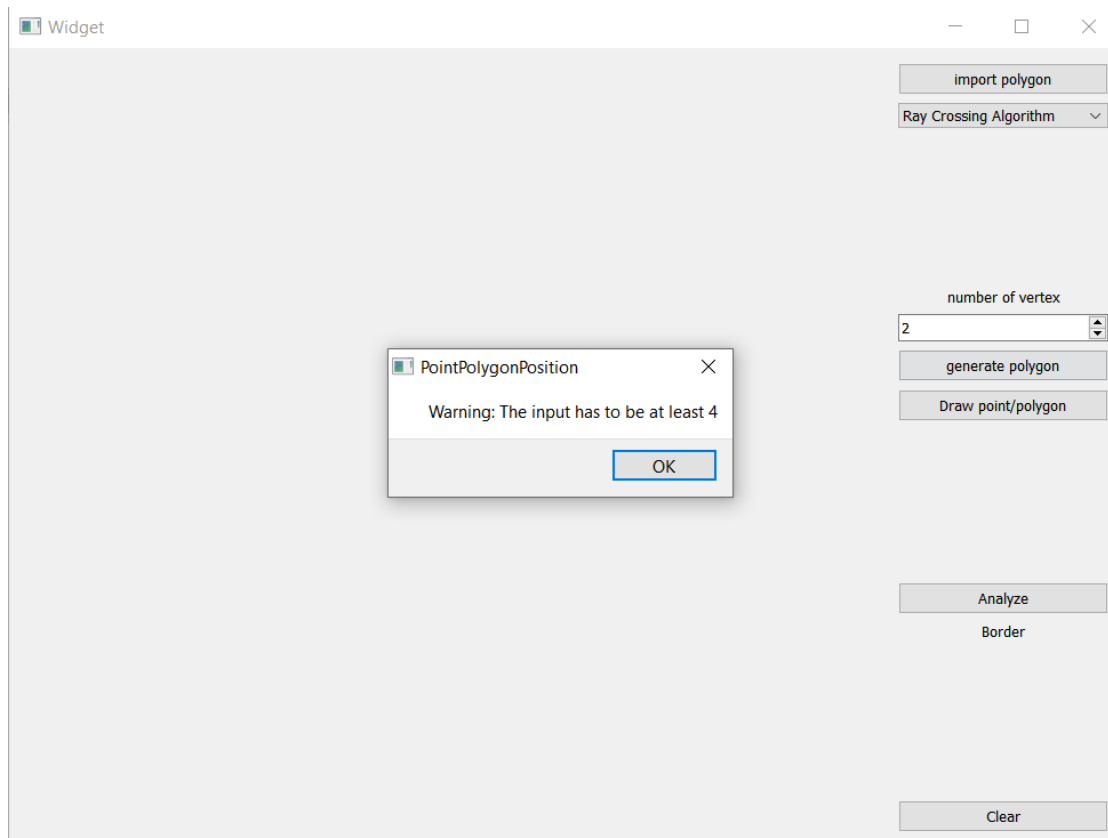 Widget
import polygon
Ray Crossing Algorithm
number of vertex
2
generate polygon
PointPolygonPosition
Draw point/polygon
Warning: The input has to be at least 4
OK
Analyze
Border
Clear